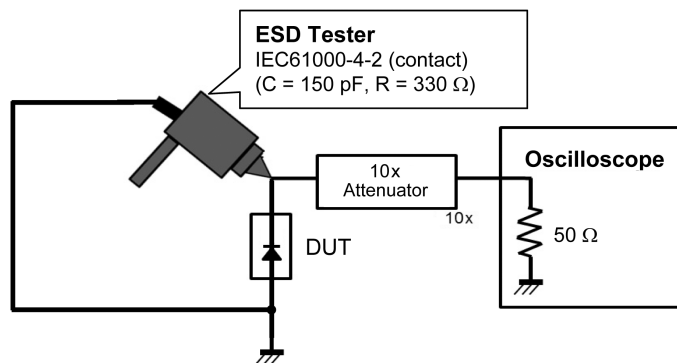 ESD Tester
IEC61000-4-2 (contact)
(C = 150 pF, R = 330 Ω)
10x
Attenuator
10x
Oscilloscope
50 Ω
DUT